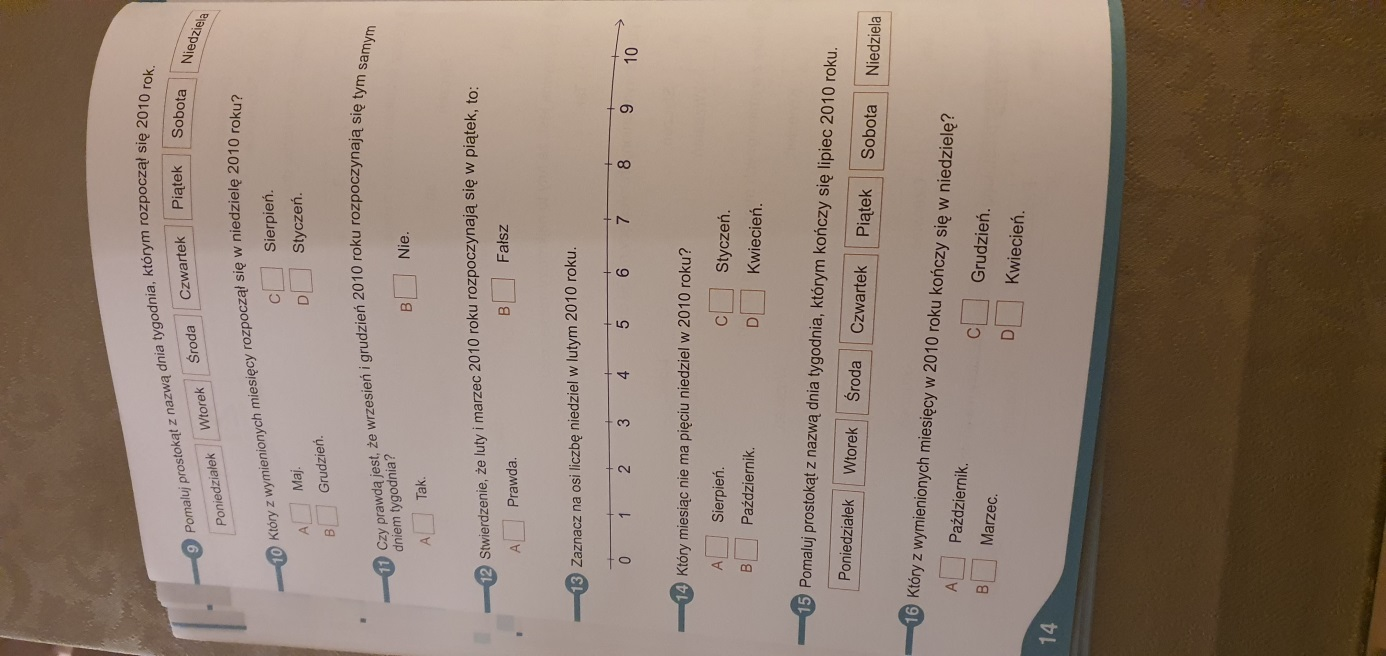 9 Pomaluj prostokąt z nazwą dnia tygodnia, którym rozpoczął się 2010 rok.
Poniedziałek Wtorek Środa Czwartek Piątek Sobota Niedziela
10 Który z wymienionych miesięcy rozpoczął się w niedzielę 2010 roku?
A Maj. C Sierpień.
B Grudzień. D Styczeń.
11 Czy prawdą jest, że wrzesień i grudzień 2010 roku rozpoczynają się tym samym
dniem tygodnia?
A Tak. B Nie.
12 Stwierdzenie, że luty i marzec 2010 roku rozpoczynają się w piątek, to:
A Prawda. B Fałsz
13 Zaznacz na osi liczbę niedziel w lutym 2010 roku.
0 1 2 3 4 5 6 7 8 9 10
14 Który miesiąc nie ma pięciu niedziel w 2010 roku?
A Sierpień. C Styczeń.
B Październik. D Kwiecień.
15 Pomaluj prostokąt z nazwą dnia tygodnia, którym kończy się lipiec 2010 roku.
Poniedziałek Wtorek Środa Czwartek Piątek Sobota Niedziela
16 Który z wymienionych miesięcy w 2010 roku kończy się w niedzielę?
A Październik. C Grudzień.
B Marzec. D Kwiecień.
14